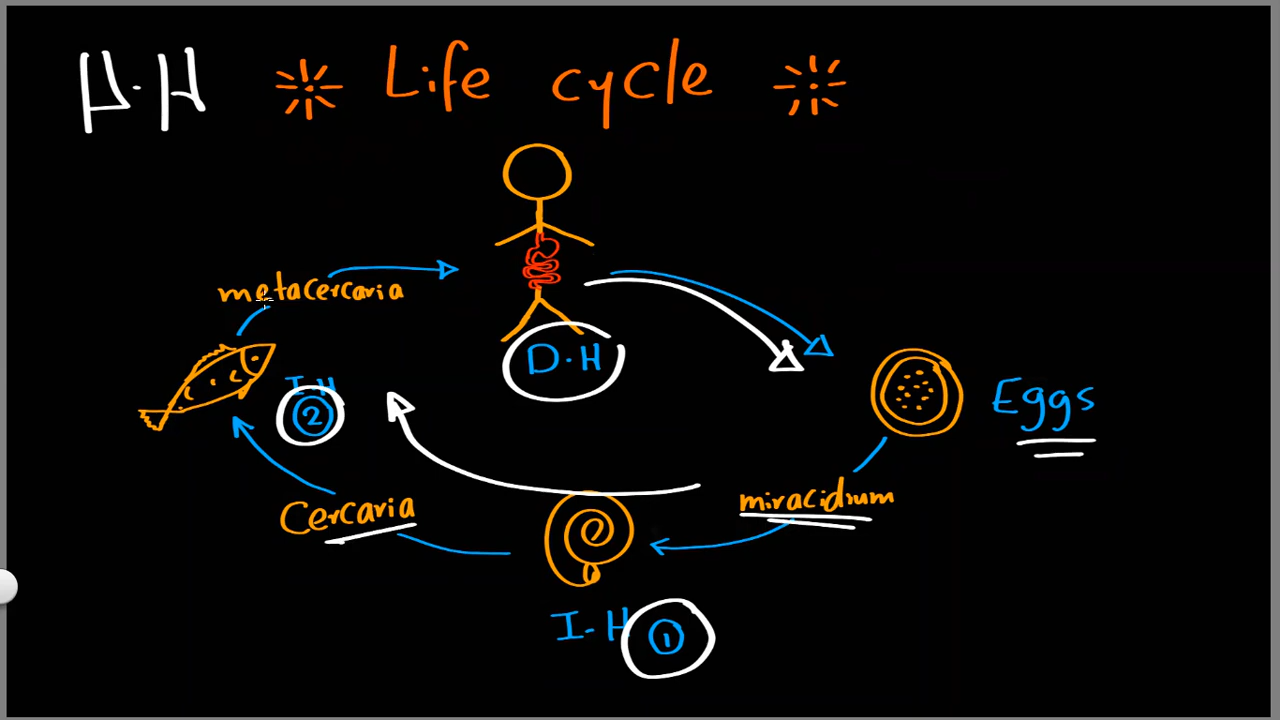 H.H * Life cycle *
metacercaria
D.H
I-H
2
Eggs
miracidium
Cercaria
I-H 1